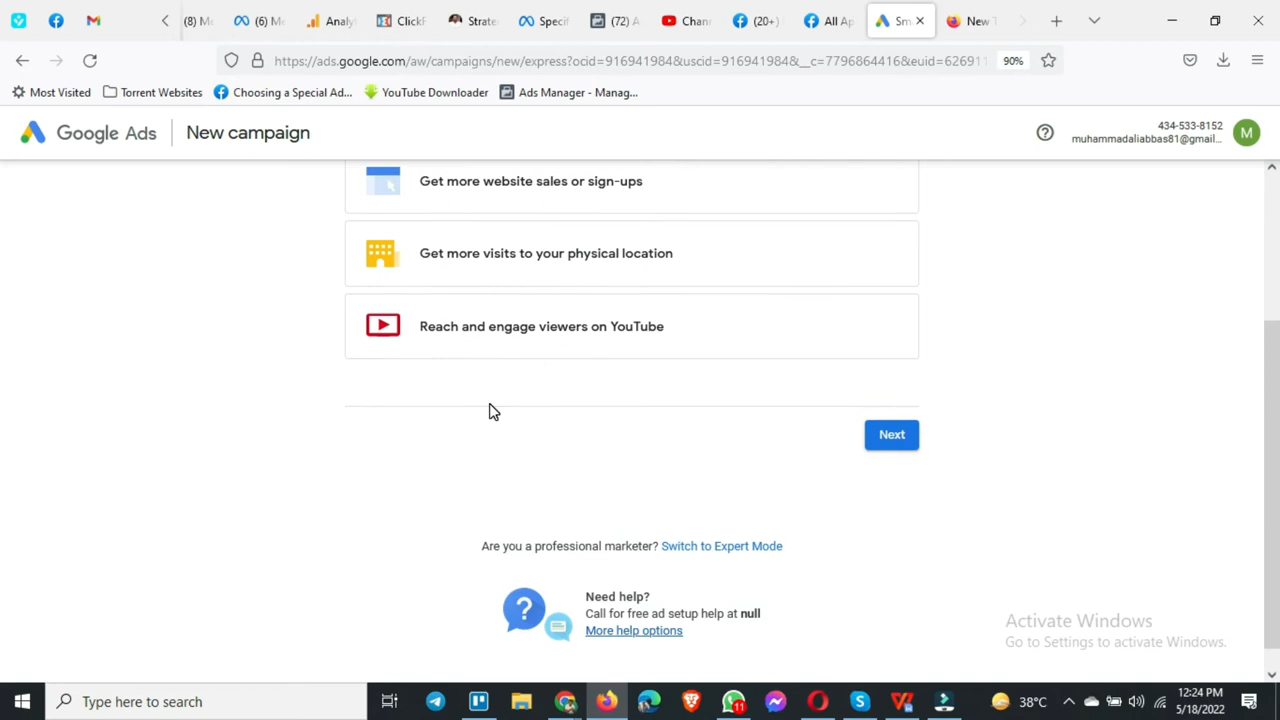 (8) M
(6) Me
Analyt
ClickF
Strate
Specif
(72) A
Chan
(20+)
All Ap
Sm
New T
https://ads.google.com/aw/campaigns/new/express?ocid=916941984&uscid=916941984&__c=7796864416&euid=62691
90%
Most Visited
Torrent Websites
Choosing a Special Ad...
YouTube Downloader
Ads Manager - Manag...
Google Ads
New campaign
434-533-8152
muhammadaliabbas81@gmail...
M
Get more website sales or sign-ups
Get more visits to your physical location
Reach and engage viewers on YouTube
Next
Are you a professional marketer? Switch to Expert Mode
Need help?
Call for free ad setup help at null
More help options
Activate Windows
Go to Settings to activate Windows.
Type here to search
11
38°C
12:24 PM
5/18/2022